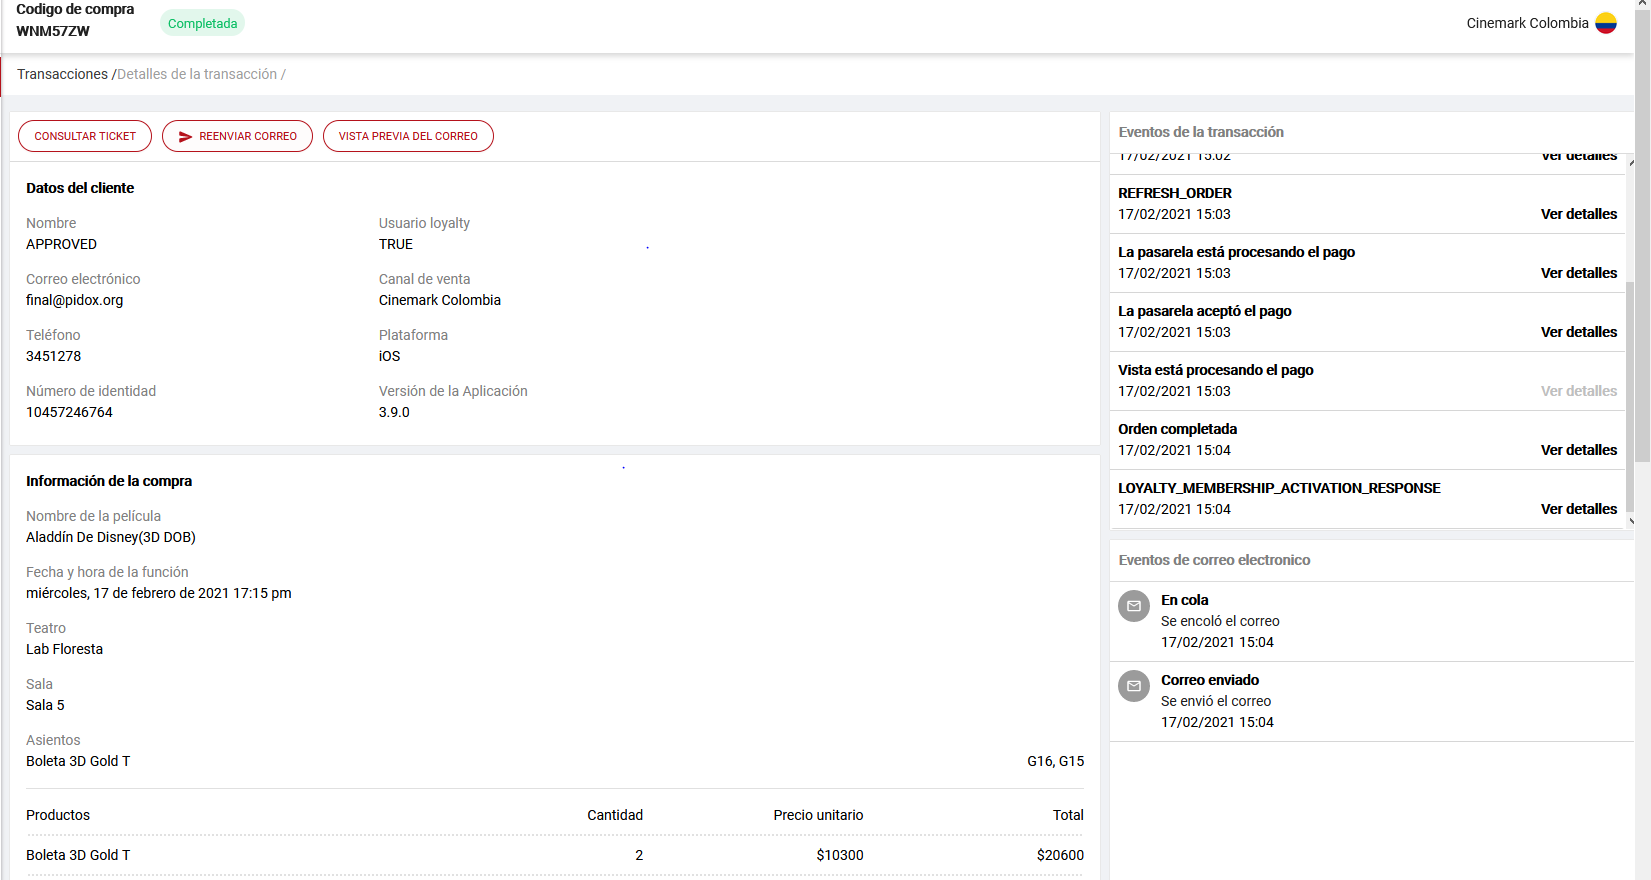 Codigo de compra
WNM57ZW
Completada
Cinemark Colombia
Transacciones /Detalles de la transacción /
CONSULTAR TICKET
REENVIAR CORREO
VISTA PREVIA DEL CORREO
Datos del cliente
Nombre
APPROVED
Usuario loyalty
TRUE
Correo electrónico
final@pidox.org
Canal de venta
Cinemark Colombia
Teléfono
3451278
Plataforma
iOS
Número de identidad
10457246764
Versión de la Aplicación
3.9.0
Información de la compra
Nombre de la película
Aladdín De Disney(3D DOB)
Fecha y hora de la función
miércoles, 17 de febrero de 2021 17:15 pm
Teatro
Lab Floresta
Sala
Sala 5
Asientos
Boleta 3D Gold T G16, G15
Productos Cantidad Precio unitario Total
Boleta 3D Gold T 2 $10300 $20600
Eventos de la transacción
17/02/2021 15:02 Ver detalles
REFRESH_ORDER
17/02/2021 15:03 Ver detalles
La pasarela está procesando el pago
17/02/2021 15:03 Ver detalles
La pasarela aceptó el pago
17/02/2021 15:03 Ver detalles
Vista está procesando el pago
17/02/2021 15:03 Ver detalles
Orden completada
17/02/2021 15:04 Ver detalles
LOYALTY_MEMBERSHIP_ACTIVATION_RESPONSE
17/02/2021 15:04 Ver detalles
Eventos de correo electronico
En cola
Se encoló el correo
17/02/2021 15:04
Correo enviado
Se envió el correo
17/02/2021 15:04